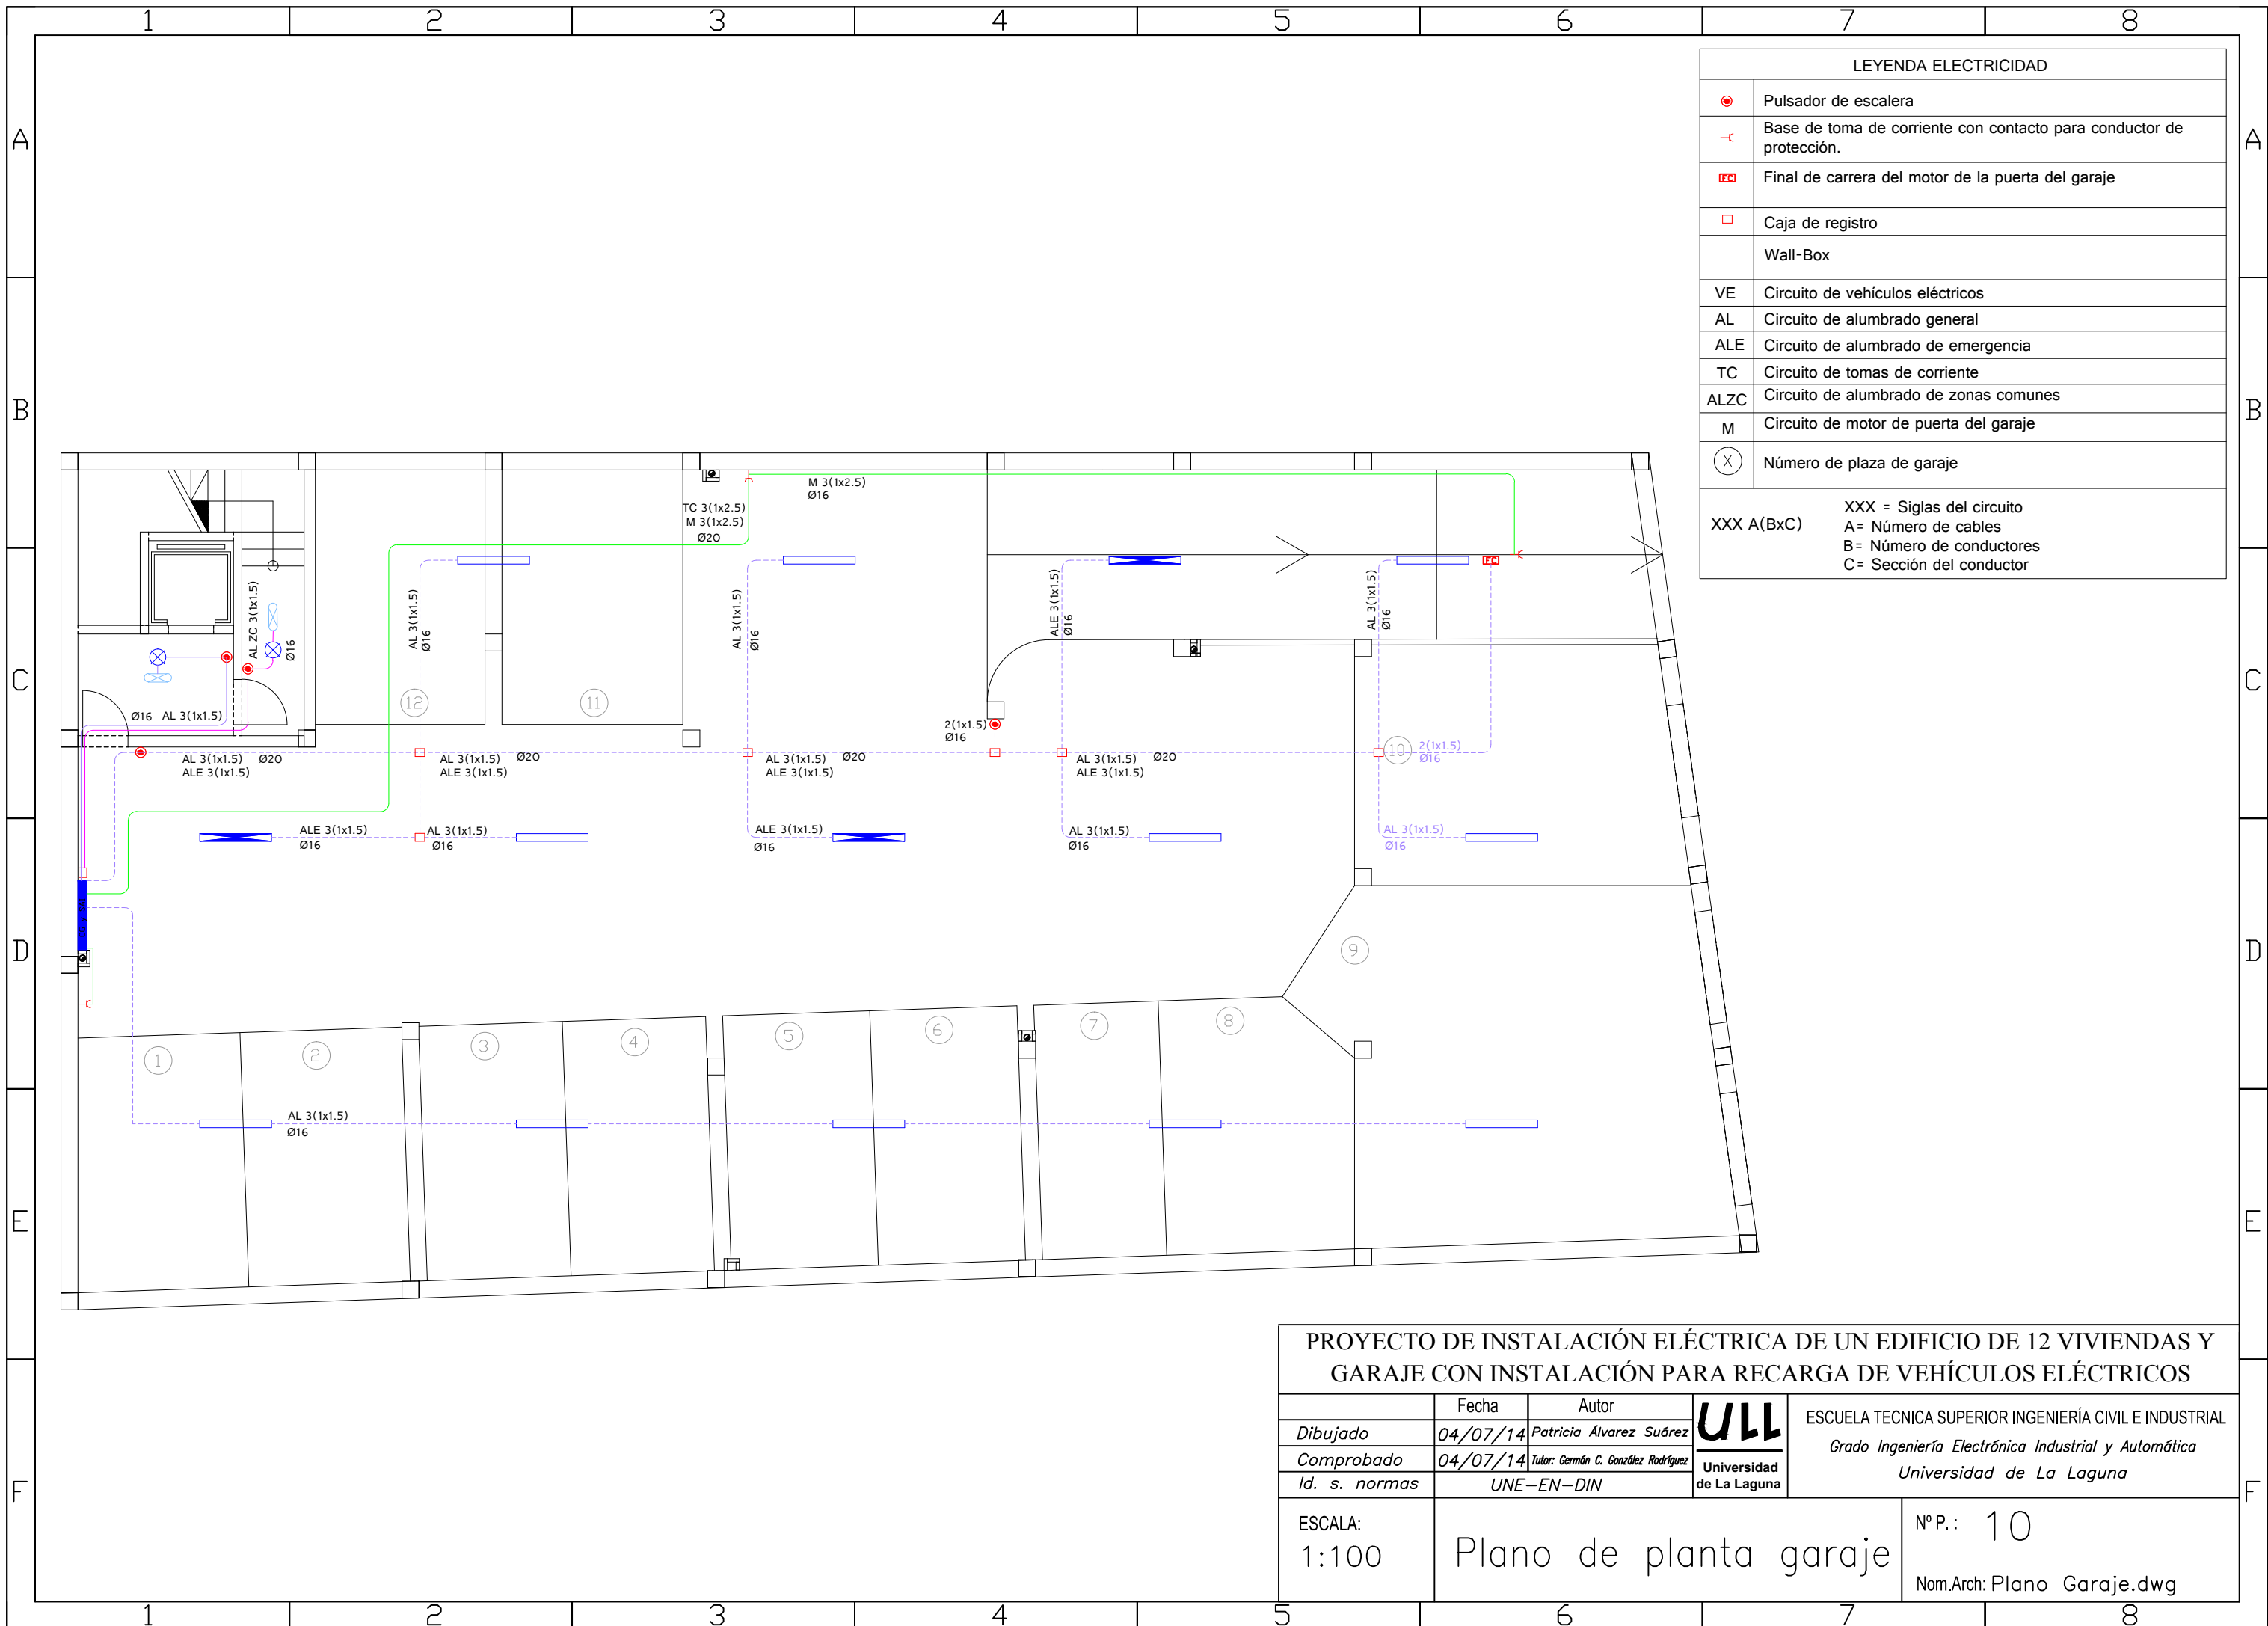 1 2 3 4 5 6 7 8
A A
B B
C C
D D
E E
F F
LEYENDA ELECTRICIDAD
Pulsador de escalera
Base de toma de corriente con contacto para conductor de
protección.
FC Final de carrera del motor de la puerta del garaje
Caja de registro
Wall-Box
VE Circuito de vehículos eléctricos
AL Circuito de alumbrado general
ALE Circuito de alumbrado de emergencia
TC Circuito de tomas de corriente
ALZC Circuito de alumbrado de zonas comunes
M Circuito de motor de puerta del garaje
X Número de plaza de garaje
XXX A(BxC)
XXX = Siglas del circuito
A= Número de cables
B= Número de conductores
C= Sección del conductor
M 3(1x2.5)
Ø16
TC 3(1x2.5)
M 3(1x2.5)
Ø20
AL ZC 3(1x1.5)
Ø16
AL 3(1x1.5)
Ø16
AL 3(1x1.5)
Ø16
ALE 3(1x1.5)
Ø16
AL 3(1x1.5)
Ø16
FC
12
11
Ø16 AL 3(1x1.5)
2(1x1.5)
Ø16
10
2(1x1.5)
Ø16
AL 3(1x1.5) Ø20
ALE 3(1x1.5)
AL 3(1x1.5) Ø20
ALE 3(1x1.5)
AL 3(1x1.5) Ø20
ALE 3(1x1.5)
AL 3(1x1.5) Ø20
ALE 3(1x1.5)
ALE 3(1x1.5)
Ø16
AL 3(1x1.5)
Ø16
ALE 3(1x1.5)
Ø16
AL 3(1x1.5)
Ø16
AL 3(1x1.5)
Ø16
9
1 2 3 4 5 6 7 8
AL 3(1x1.5)
Ø16
PROYECTO DE INSTALACIÓN ELÉCTRICA DE UN EDIFICIO DE 12 VIVIENDAS Y
GARAJE CON INSTALACIÓN PARA RECARGA DE VEHÍCULOS ELÉCTRICOS
Fecha Autor
Dibujado 04/07/14 Patricia Álvarez Suárez
Comprobado 04/07/14 Tutor: Germán C. González Rodríguez
Id. s. normas UNE-EN-DIN
ULL
Universidad
de La Laguna
ESCUELA TECNICA SUPERIOR INGENIERÍA CIVIL E INDUSTRIAL
Grado Ingeniería Electrónica Industrial y Automática
Universidad de La Laguna
ESCALA:
1:100
Plano de planta garaje
Nº P. : 10
Nom.Arch: Plano Garaje.dwg
1 2 3 4 5 6 7 8